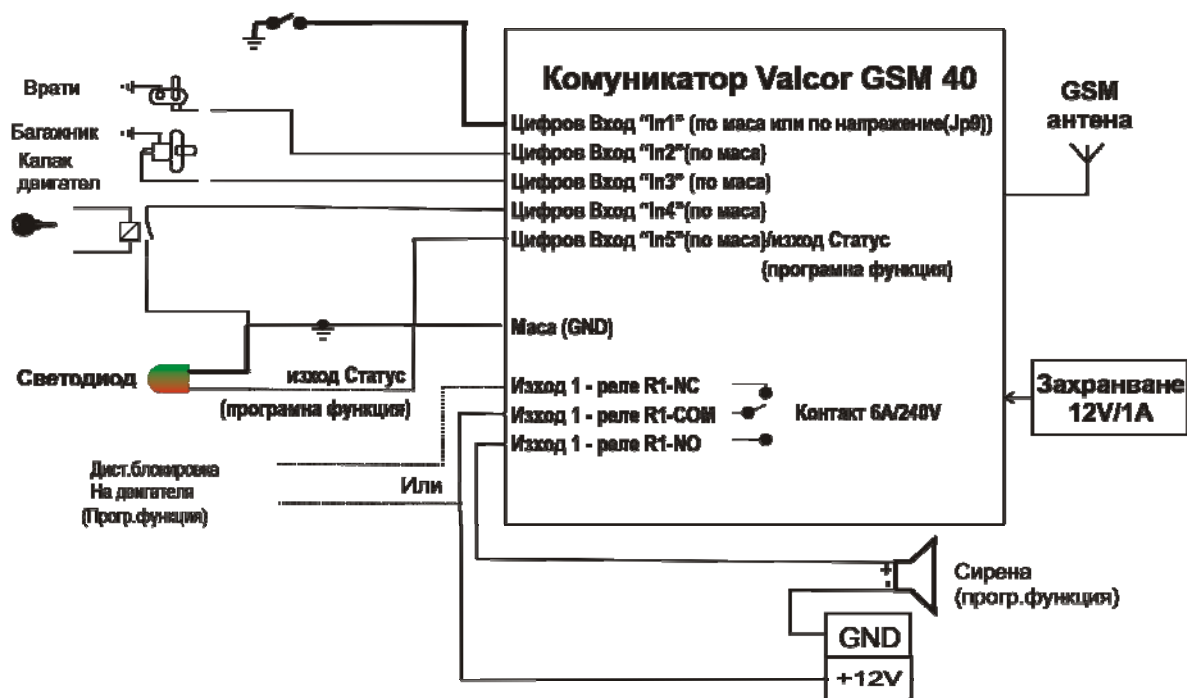 Комуникатор Valcor GSM 40
Врати
Багажник
Капак
двигател
Цифров Вход "In1" (по маса или по напрежение(Jp9))
Цифров Вход "In2"(по маса)
Цифров Вход "In3" (по маса)
Цифров Вход "In4"(по маса)
Цифров Вход "In5"(по маса)/изход Статус
(програмна функция)
GSM
антена
Маса (GND)
Светодиод
изход Статус
(програмна функция)
Изход 1 - реле R1-NC
Изход 1 - реле R1-COM
Изход 1 - реле R1-NO
Контакт 6A/240V
Захранване
12V/1A
Дист.блокировка
На двигателя
(Прогр.функция)
Или
+
-
Сирена
(прогр.функция)
GND
+12V